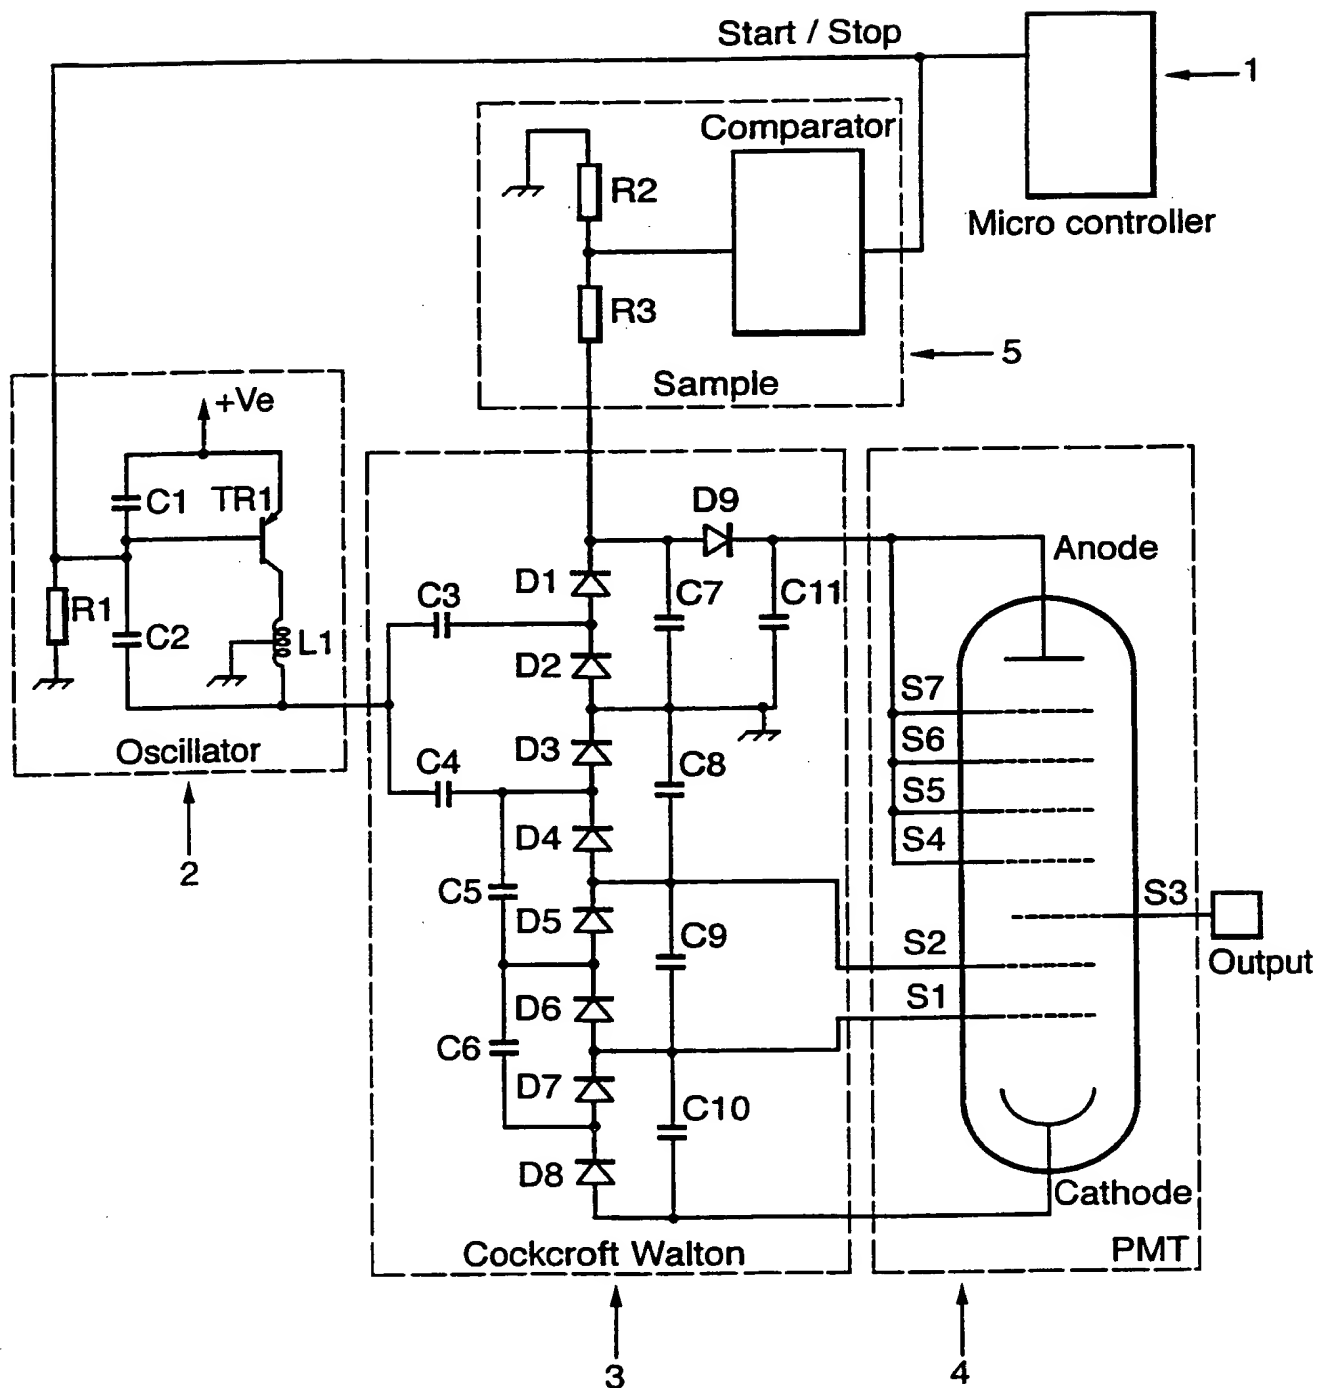 Start / Stop
1
Comparator
R2
Micro controller
R3
5
Sample
+Ve
C1
TR1
D9
Anode
D1
C3
C7
C11
R1
C2
L1
D2
S7
S6
Oscillator
D3
C4
C8
S5
D4
S4
2
C5
S3
D5
C9
S2
Output
S1
D6
C6
D7
C10
D8
Cathode
Cockcroft Walton
PMT
3
4